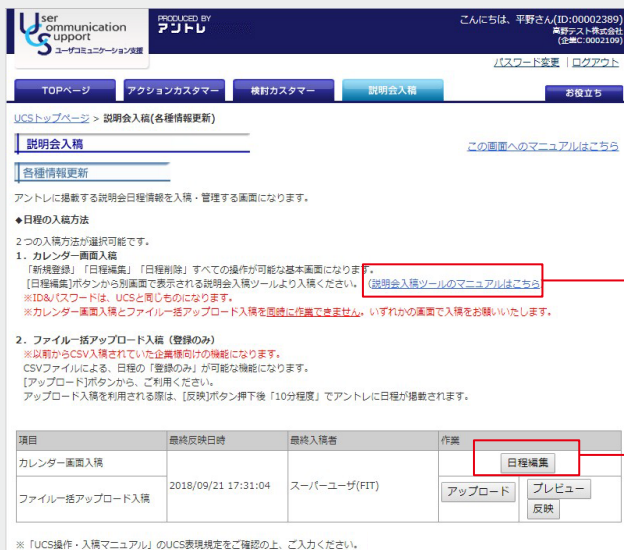 User Communication Support
ユーザコミュニケーション支援
PRODUCED BY
アントレ
こんにちは、平野さん(ID:00002389)
高野テスト株式会社
(企業C:0002109)
パスワード変更 | ログアウト
TOPページ アクションカスタマー 検討カスタマー 説明会入稿 お役立ち
UCSトップページ > 説明会入稿(各種情報更新)
説明会入稿 この画面へのマニュアルはこちら
各種情報更新
アントレに掲載する説明会日程情報を入稿・管理する画面になります。
◆日程の入稿方法
2つの入稿方法が選択可能です。
1. カレンダー画面入稿
「新規登録」「日程編集」「日程削除」すべての操作が可能な基本画面になります。
[日程編集]ボタンから別画面で表示される説明会入稿ツールより入稿ください。(説明会入稿ツールのマニュアルはこちら
※ID&パスワードは、UCSと同じものになります。
※カレンダー画面入稿とファイル一括アップロード入稿を同時に作業できません。いずれかの画面で入稿をお願いいたします。
2. ファイル一括アップロード入稿(登録のみ)
※以前からCSV入稿されていた企業様向けの機能になります。
CSVファイルによる、日程の「登録のみ」が可能な機能になります。
[アップロード]ボタンから、ご利用ください。
アップロード入稿を利用される際は、[反映]ボタン押下後「10分程度」でアントレに日程が掲載されます。
項目 最終反映日時 最終入稿者 作業
カレンダー画面入稿 2018/09/21 17:31:04 スーパーユーザ(FIT) 日程編集
ファイル一括アップロード入稿 アップロード プレビュー
反映
※「UCS操作・入稿マニュアル」のUCS表現規定をご確認の上、ご入力ください。